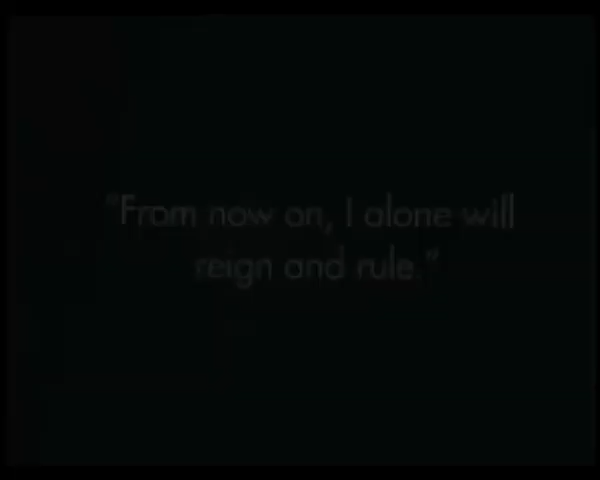 "From now on, I alone will
reign and rule."